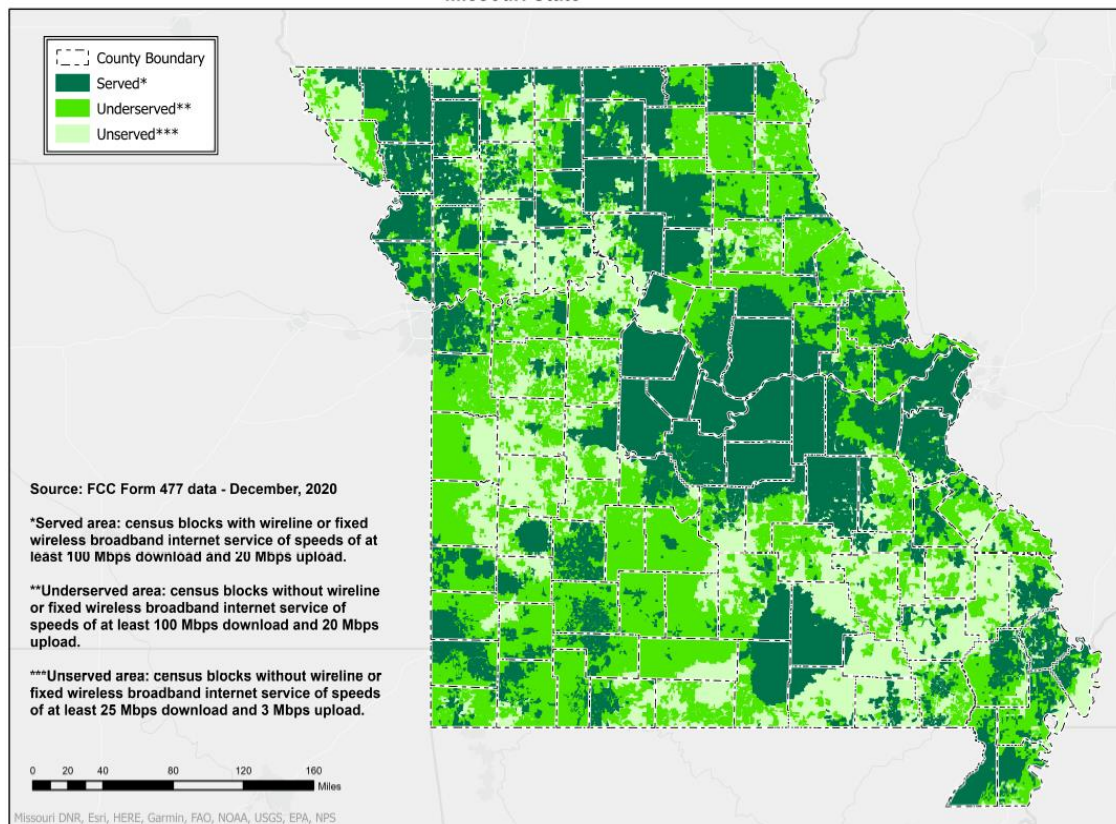 County Boundary
Served*
Underserved**
Unserved***
Source: FCC Form 477 data - December, 2020
*Served area: census blocks with wireline or fixed
wireless broadband internet service of speeds of at
least 100 Mbps download and 20 Mbps upload.
**Underserved area: census blocks without wireline
or fixed wireless broadband internet service of
speeds of at least 100 Mbps download and 20 Mbps
upload.
***Unserved area: census blocks without wireline or
fixed wireless broadband internet service of speeds
of at least 25 Mbps download and 3 Mbps upload.
0 20 40 80 120 160
Miles
Missouri DNR, Esri, HERE, Garmin, FAO, NOAA, USGS, EPA, NPS